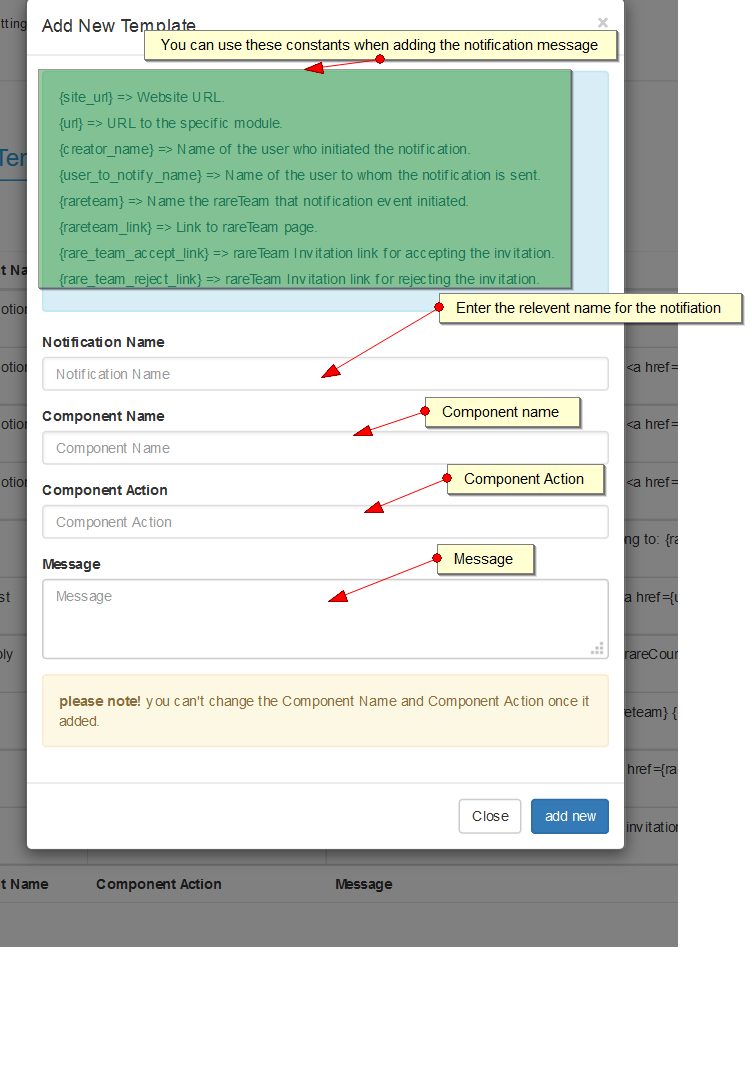 tting
Add New Template
×
You can use these constants when adding the notification message
{site_url} => Website URL.
{url} => URL to the specific module.
{creator_name} => Name of the user who initiated the notification.
{user_to_notify_name} => Name of the user to whom the notification is sent.
{rareteam} => Name the rareTeam that notification event initiated.
{rareteam_link} => Link to rareTeam page.
{rare_team_accept_link} => rareTeam Invitation link for accepting the invitation.
{rare_team_reject_link} => rareTeam Invitation link for rejecting the invitation.
Ter
t Na
otion
Enter the relevent name for the notifiation
Notification Name
Notification Name
otion
<a href=
Component name
Component Name
otion
<a href=
Component Name
Component Action
Component Action
otion
<a href=
Component Action
ng to: {ra
Message
Message
Message
st
a href={u
ply
rareCour
please note! you can't change the Component Name and Component Action once it
added.
eteam} {
href={ra
Close
add new
invitation
t Name
Component Action
Message